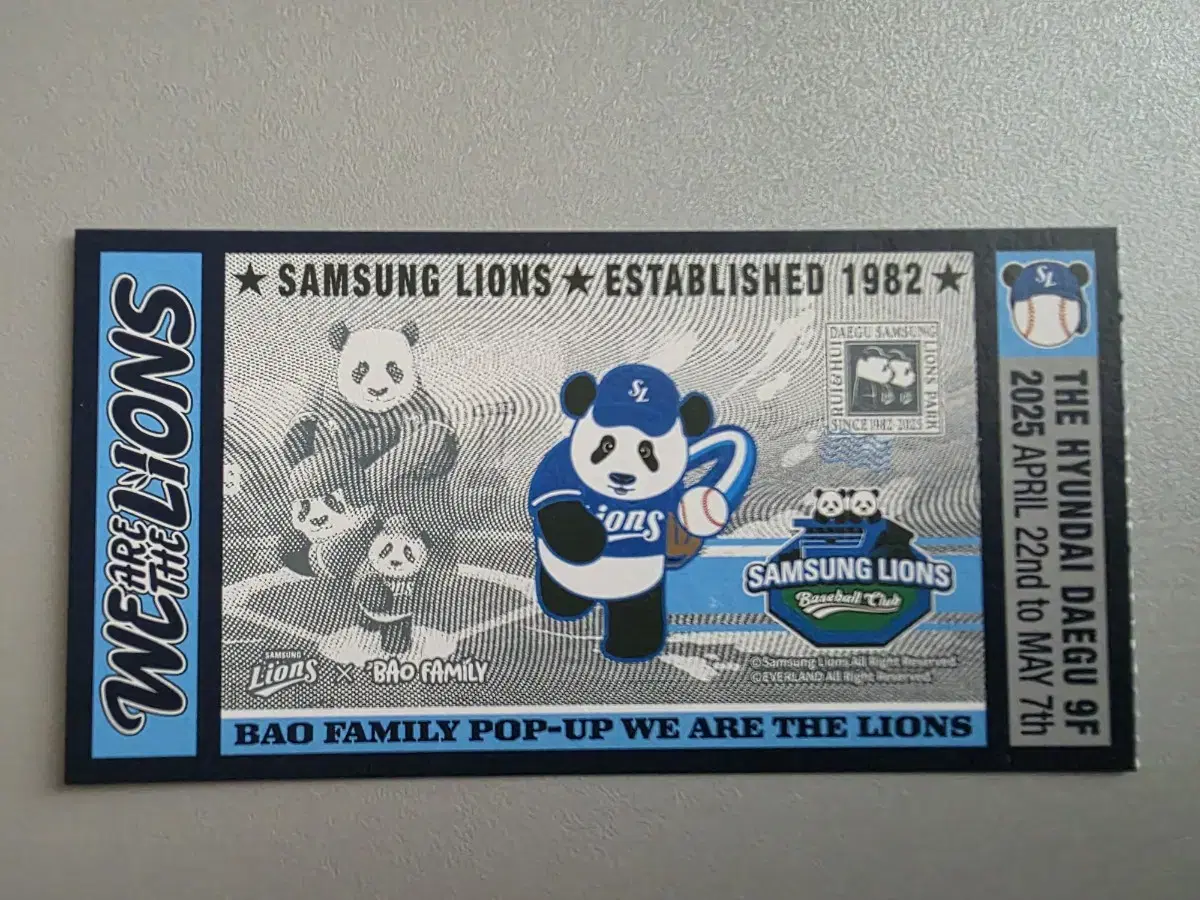 WE ARE
THE LIONS
★ SAMSUNG LIONS ★ ESTABLISHED 1982 ★
DAEGU SAMSUNG
LIONS PARK
SINCE 1982-2025
RUI&HUI
SL
SL
Lions
SAMSUNG LIONS
Baseball Club
©Samsung Lions All Right Reserved.
©EVERLAND All Right Reserved.
SAMSUNG
Lions × BAO FAMILY
BAO FAMILY POP-UP WE ARE THE LIONS
THE HYUNDAI DAEGU 9F
2025 APRIL 22nd to MAY 7th